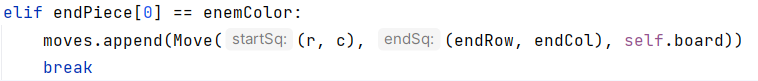 elif endPiece[0] == enemColor:
moves.append(Move( startSq: (r, c), endSq: (endRow, endCol), self.board))
break